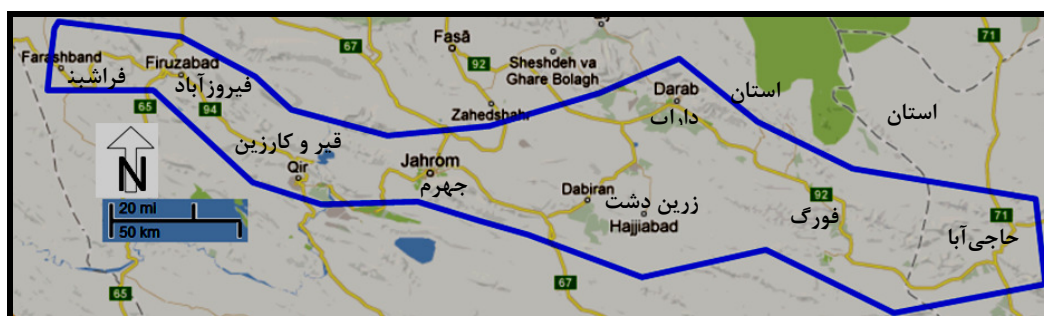 71
67
Fasā
Farashband
Firuzabad
92
Sheshdeh va
Ghare Bolagh
فراشبند
فیروزآباد
Darab
استان
استان
65
94
Zahedshahr
داراب
N
قیر و کارزین
Qir
Jahrom
جهرم
Dabiran
زرین دشت
Hajjiabad
92
فورگ
71
حاجی‌آبا
20 mi
50 km
65
67